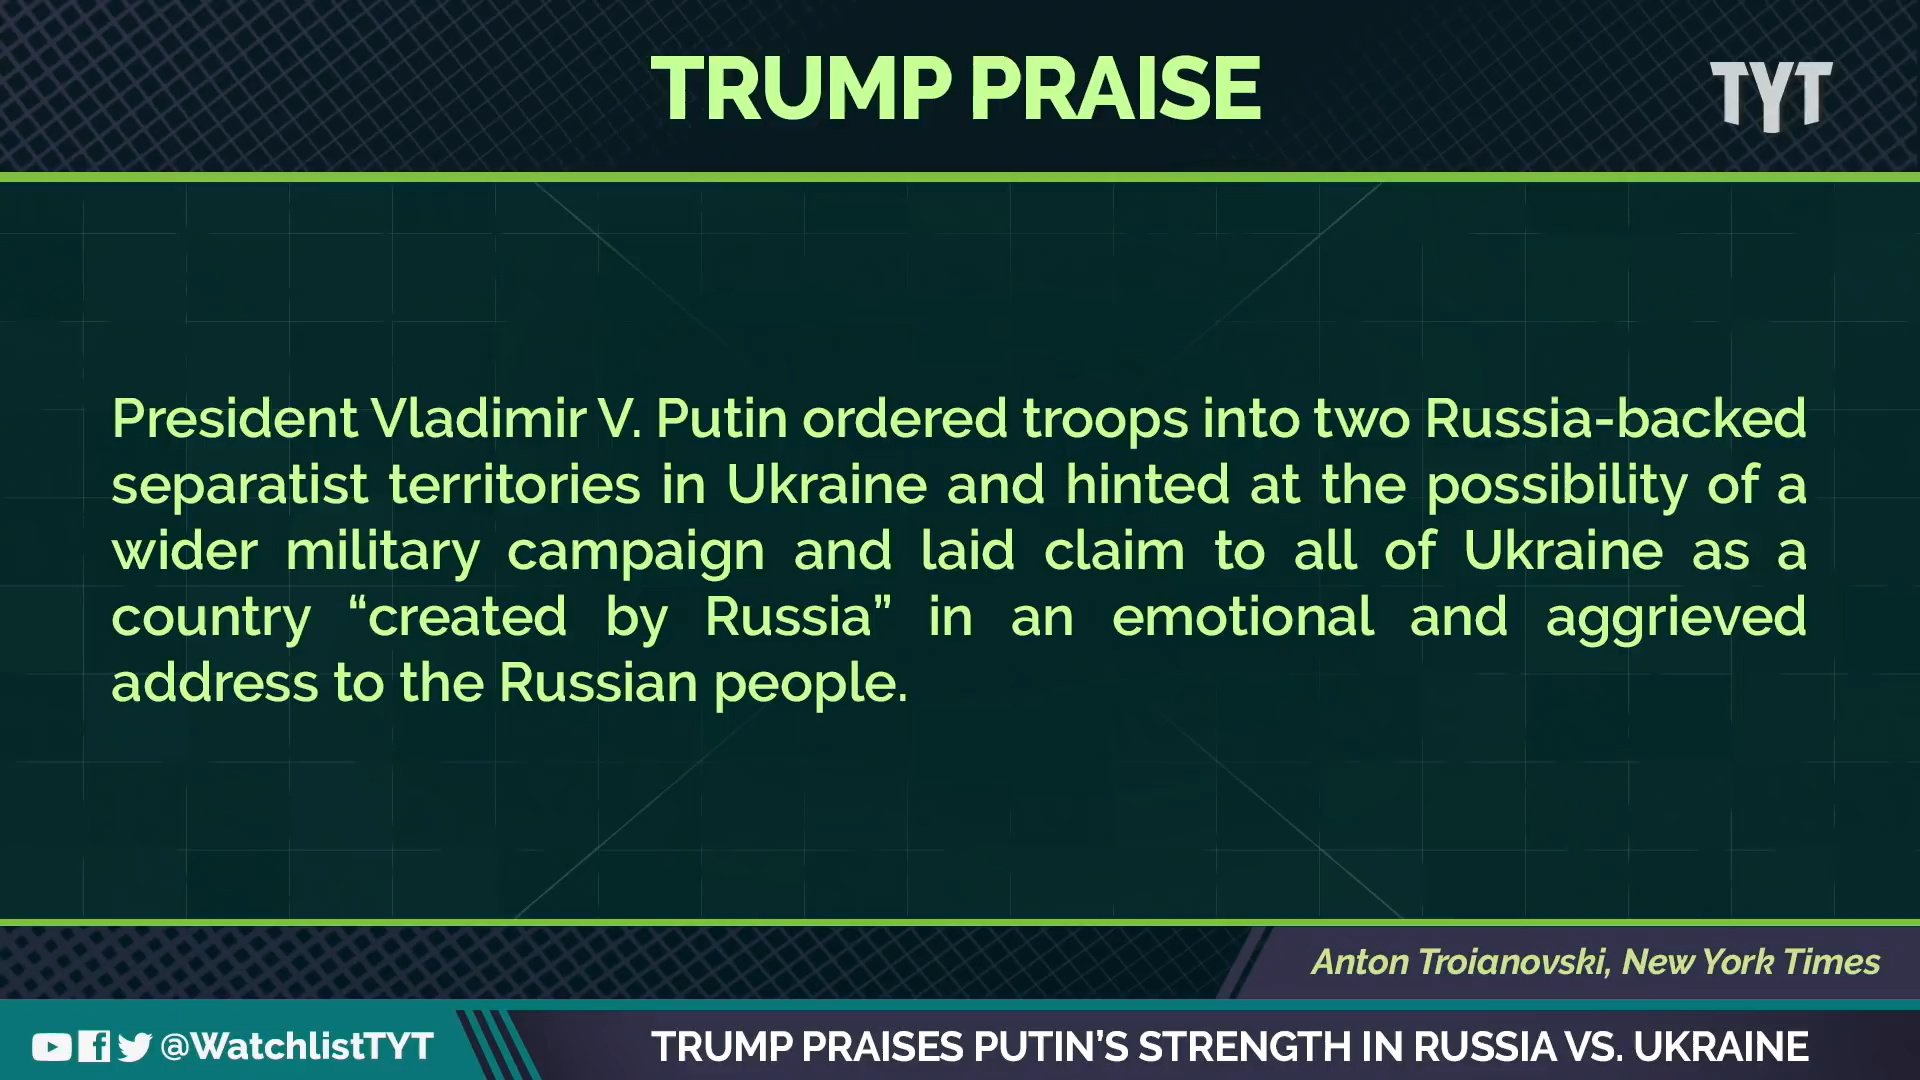 TRUMP PRAISE
TYT
President Vladimir V. Putin ordered troops into two Russia-backed
separatist territories in Ukraine and hinted at the possibility of a
wider military campaign and laid claim to all of Ukraine as a
country “created by Russia” in an emotional and aggrieved
address to the Russian people.
Anton Troianovski, New York Times
@WatchlistTYT
TRUMP PRAISES PUTIN’S STRENGTH IN RUSSIA VS. UKRAINE